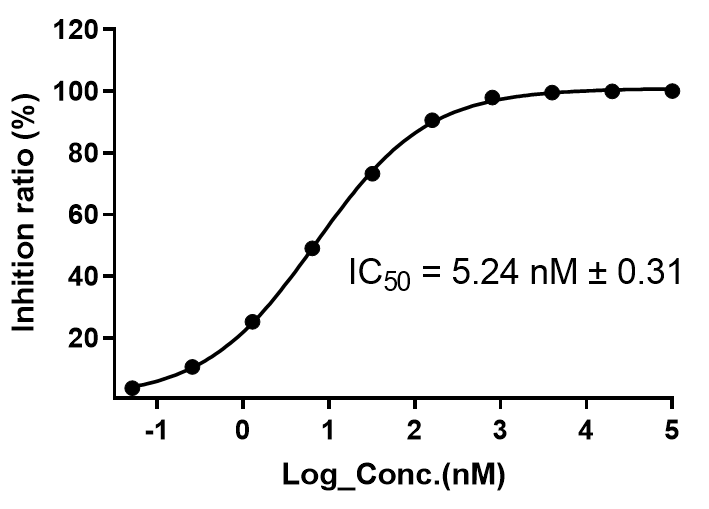 120
100
80
60
40
20
Inhition ratio (%)
IC50 = 5.24 nM ± 0.31
-1 0 1 2 3 4 5
Log_Conc.(nM)